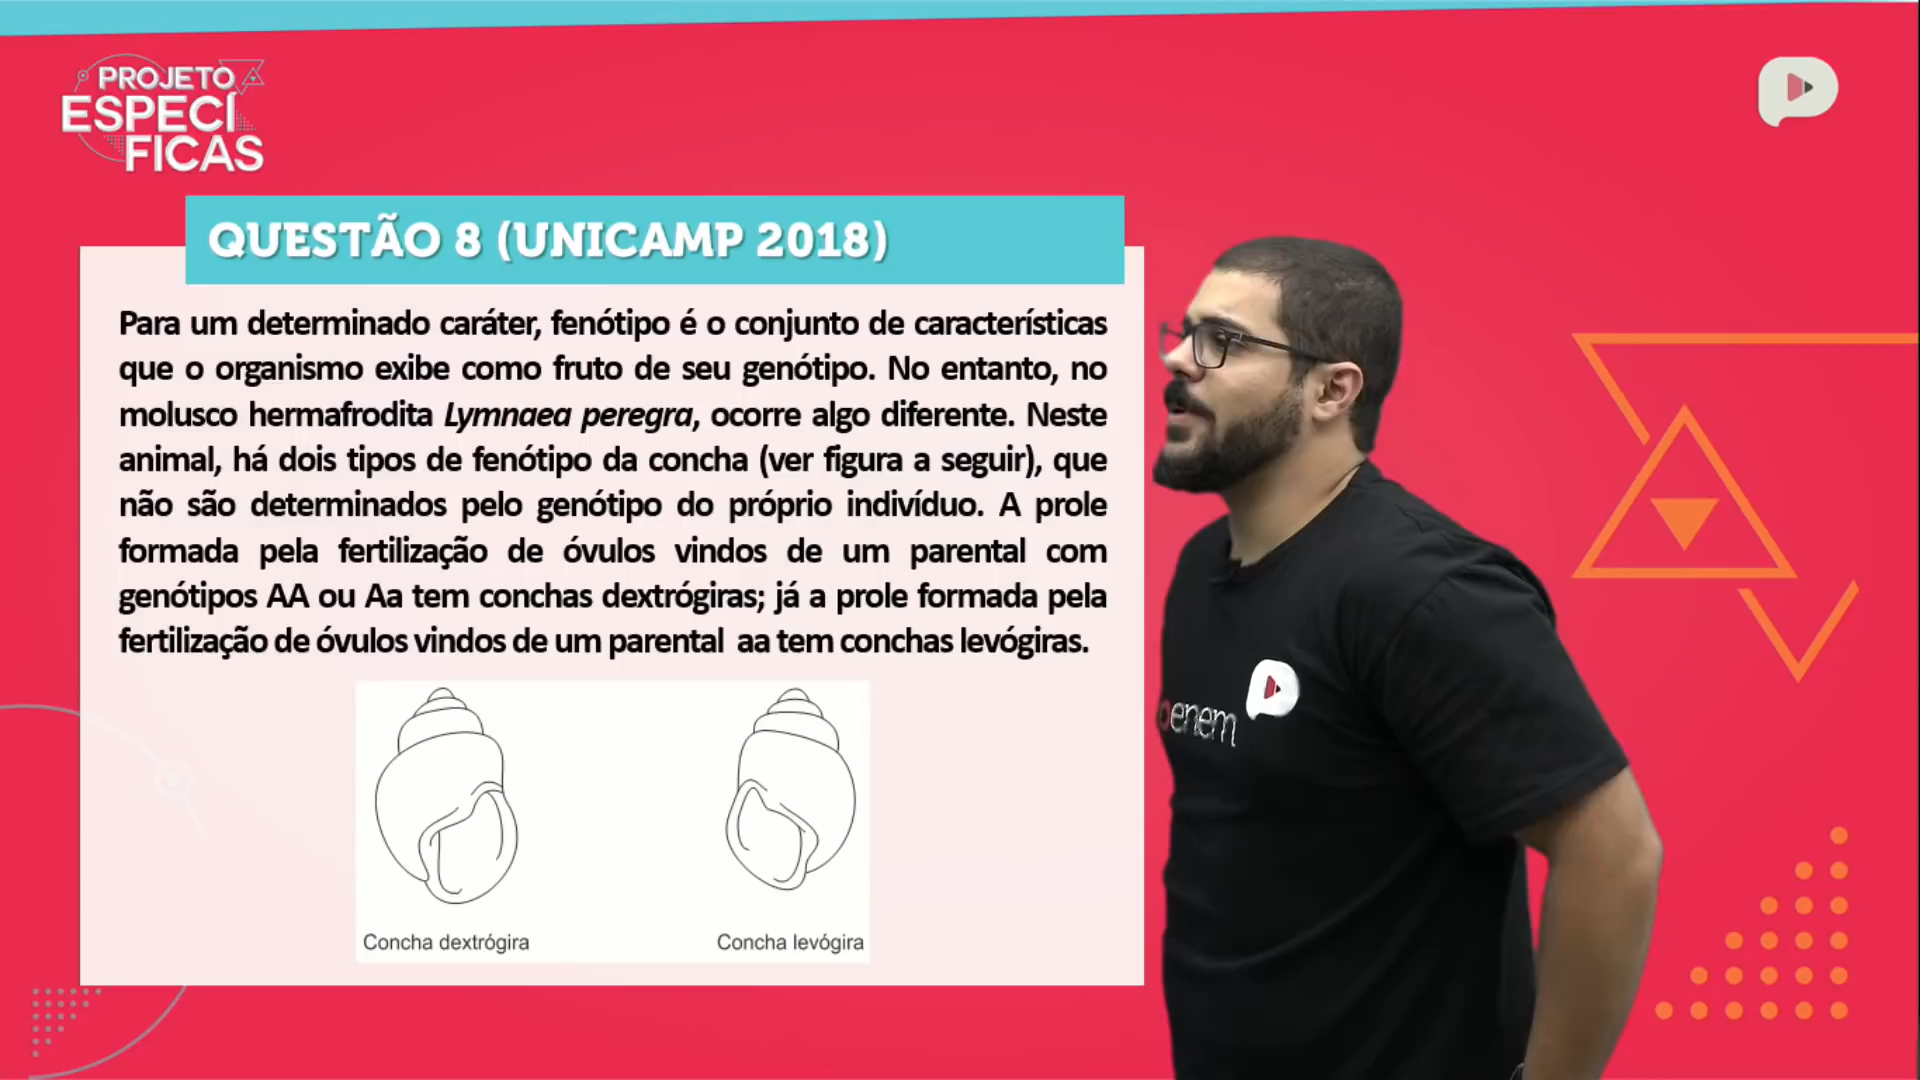 PROJETO
ESPECÍ
FICAS
QUESTÃO 8 (UNICAMP 2018)
Para um determinado caráter, fenótipo é o conjunto de características
que o organismo exibe como fruto de seu genótipo. No entanto, no
molusco hermafrodita Lymnaea peregra, ocorre algo diferente. Neste
animal, há dois tipos de fenótipo da concha (ver figura a seguir), que
não são determinados pelo genótipo do próprio indivíduo. A prole
formada pela fertilização de óvulos vindos de um parental com
genótipos AA ou Aa tem conchas dextrógiras; já a prole formada pela
fertilização de óvulos vindos de um parental aa tem conchas levógiras.
Concha dextrógira
Concha levógira
enem